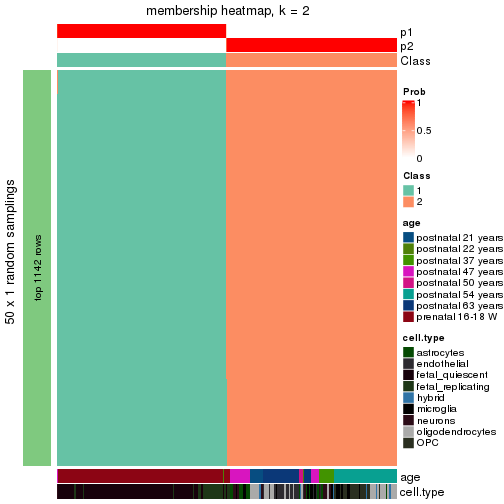 membership heatmap, k = 2
p1
p2
Class
50 x 1 random samplings
top 1142 rows
Prob
1
0.5
0
Class
1
2
age
postnatal 21 years
postnatal 22 years
postnatal 37 years
postnatal 47 years
postnatal 50 years
postnatal 54 years
postnatal 63 years
prenatal 16-18 W
cell.type
astrocytes
endothelial
fetal_quiescent
fetal_replicating
hybrid
microglia
neurons
oligodendrocytes
OPC
age
cell.type